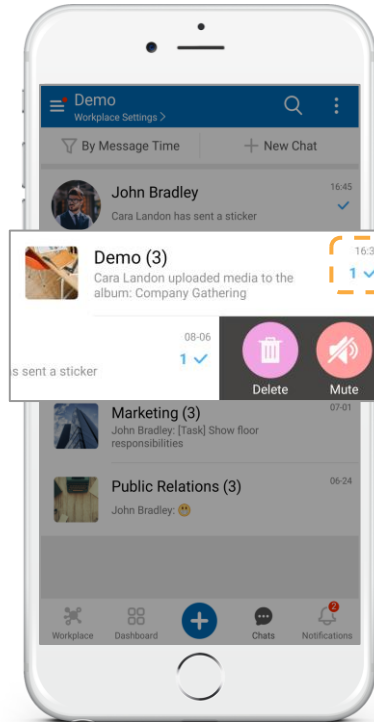 Demo
Workplace Settings >
By Message Time
New Chat
John Bradley
16:45
Cara Landon has sent a sticker
Demo (3)
Cara Landon uploaded media to the
album: Company Gathering
1
08-06
1
sent a sticker
Delete
Mute
Marketing (3)
07-01
John Bradley: [Task] Show floor
responsibilities
Public Relations (3)
06-24
John Bradley:
Workplace
Dashboard
Chats
2
Notifications